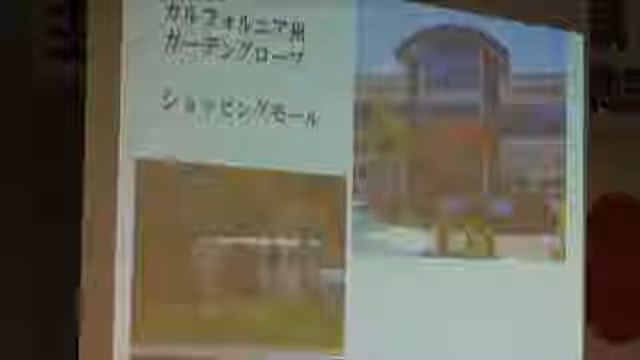 カルフォルニア州
ガーデングローブ
ショッピングモール